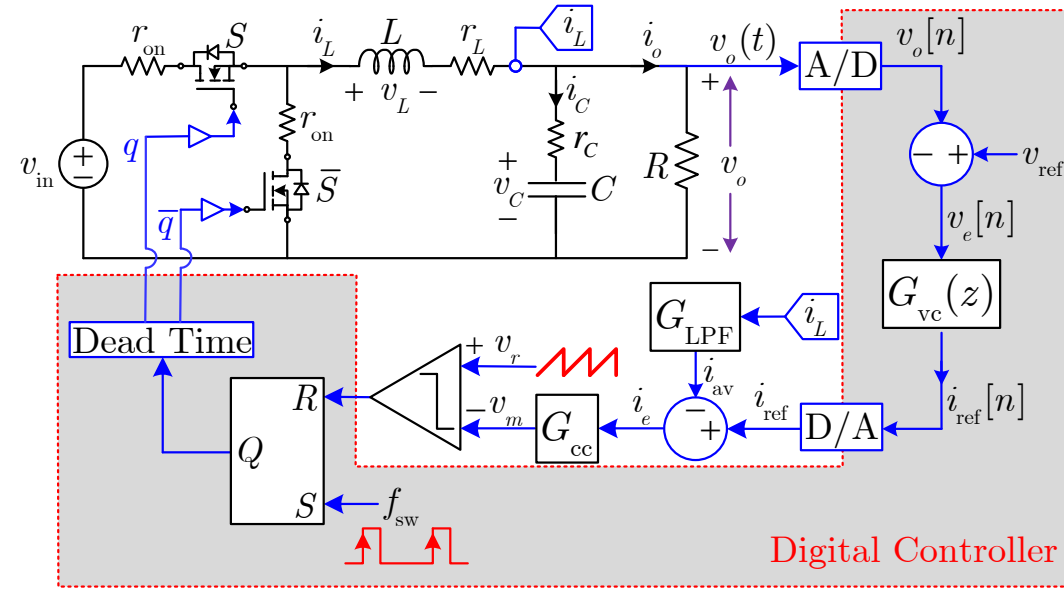 r_on
S
i_L
L
r_L
i_L
i_o
v_o(t)
A/D
v_o[n]
+ v_L −
+
i_C
r_on
q
v_in
+
−
r_C
R
v_o
− +
v_ref
S̅
+
v_C
−
C
q̅
−
v_e[n]
G_vc(z)
G_LPF
i_L
Dead Time
+ v_r
i_av
R
− v_m
G_cc
i_e
−
+
i_ref
D/A
i_ref[n]
Q
S
f_sw
Digital Controller